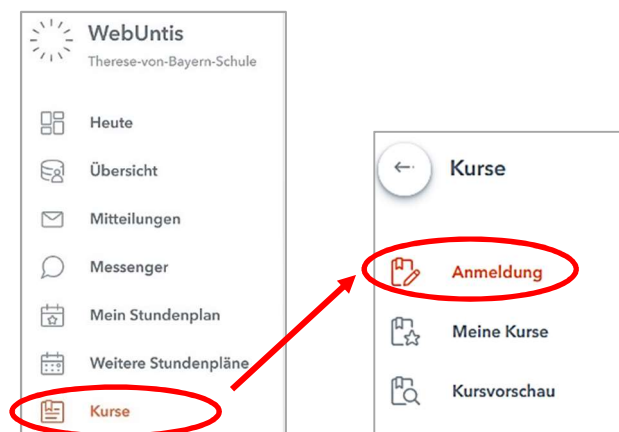 WebUntis
Therese-von-Bayern-Schule
Heute
Übersicht
Mitteilungen
Messenger
Mein Stundenplan
Weitere Stundenpläne
Kurse
Kurse
Anmeldung
Meine Kurse
Kursvorschau